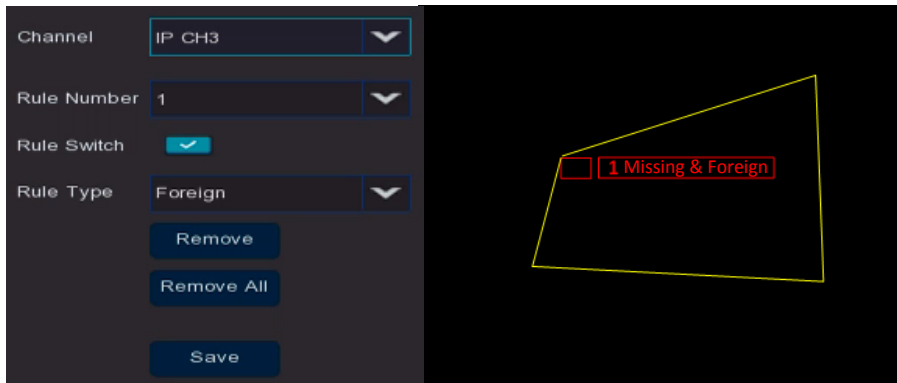 Channel IP CH3
Rule Number 1
Rule Switch
Rule Type Foreign
Remove
Remove All
Save
1 Missing & Foreign